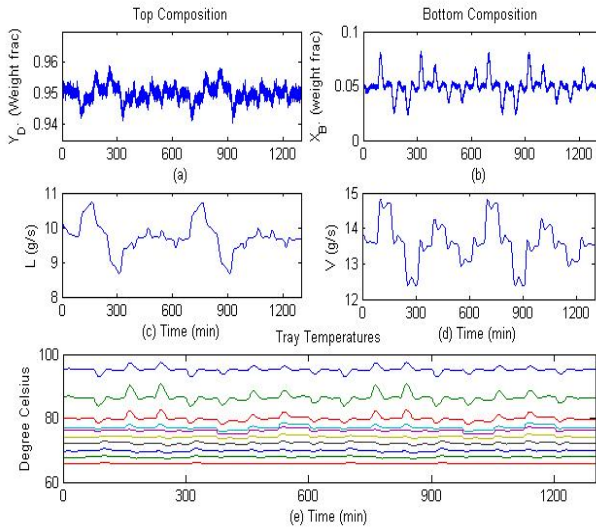 Top Composition
Bottom Composition
0.96
0.95
0.94
Y_D, (Weight frac)
0 300 600 900 1200
(a)
0.1
0.05
0
X_B, (weight frac)
0 300 600 900 1200
(b)
11
10
9
8
L (g/s)
0 300 600 900 1200
(c) Time (min)
15
14
13
12
V (g/s)
0 300 600 900 1200
(d) Time (min)
Tray Temperatures
100
80
60
Degree Celsius
0 300 600 900 1200
(e) Time (min)